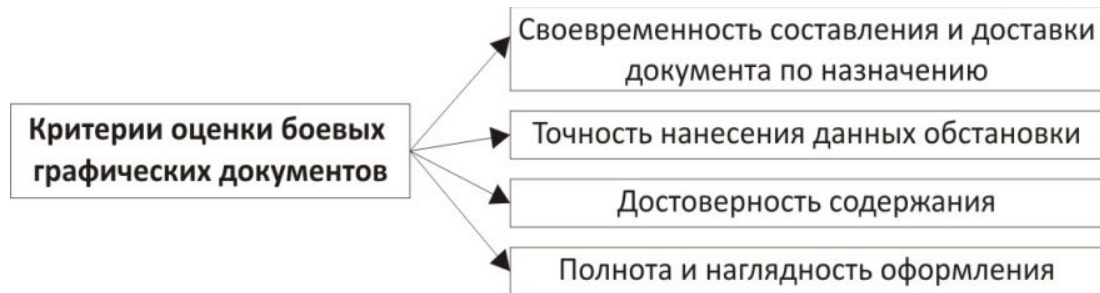 Критерии оценки боевых
графических документов
Своевременность составления и доставки
документа по назначению
Точность нанесения данных обстановки
Достоверность содержания
Полнота и наглядность оформления